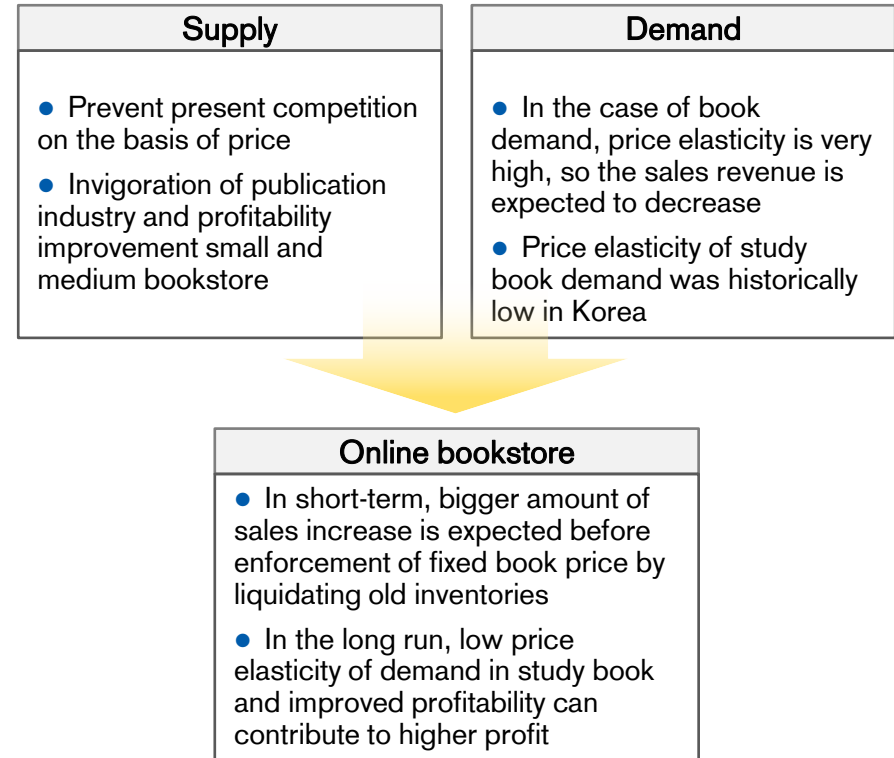 Supply
● Prevent present competition
on the basis of price
● Invigoration of publication
industry and profitability
improvement small and
medium bookstore
Demand
● In the case of book
demand, price elasticity is very
high, so the sales revenue is
expected to decrease
● Price elasticity of study
book demand was historically
low in Korea
Online bookstore
● In short-term, bigger amount of
sales increase is expected before
enforcement of fixed book price by
liquidating old inventories
● In the long run, low price
elasticity of demand in study book
and improved profitability can
contribute to higher profit